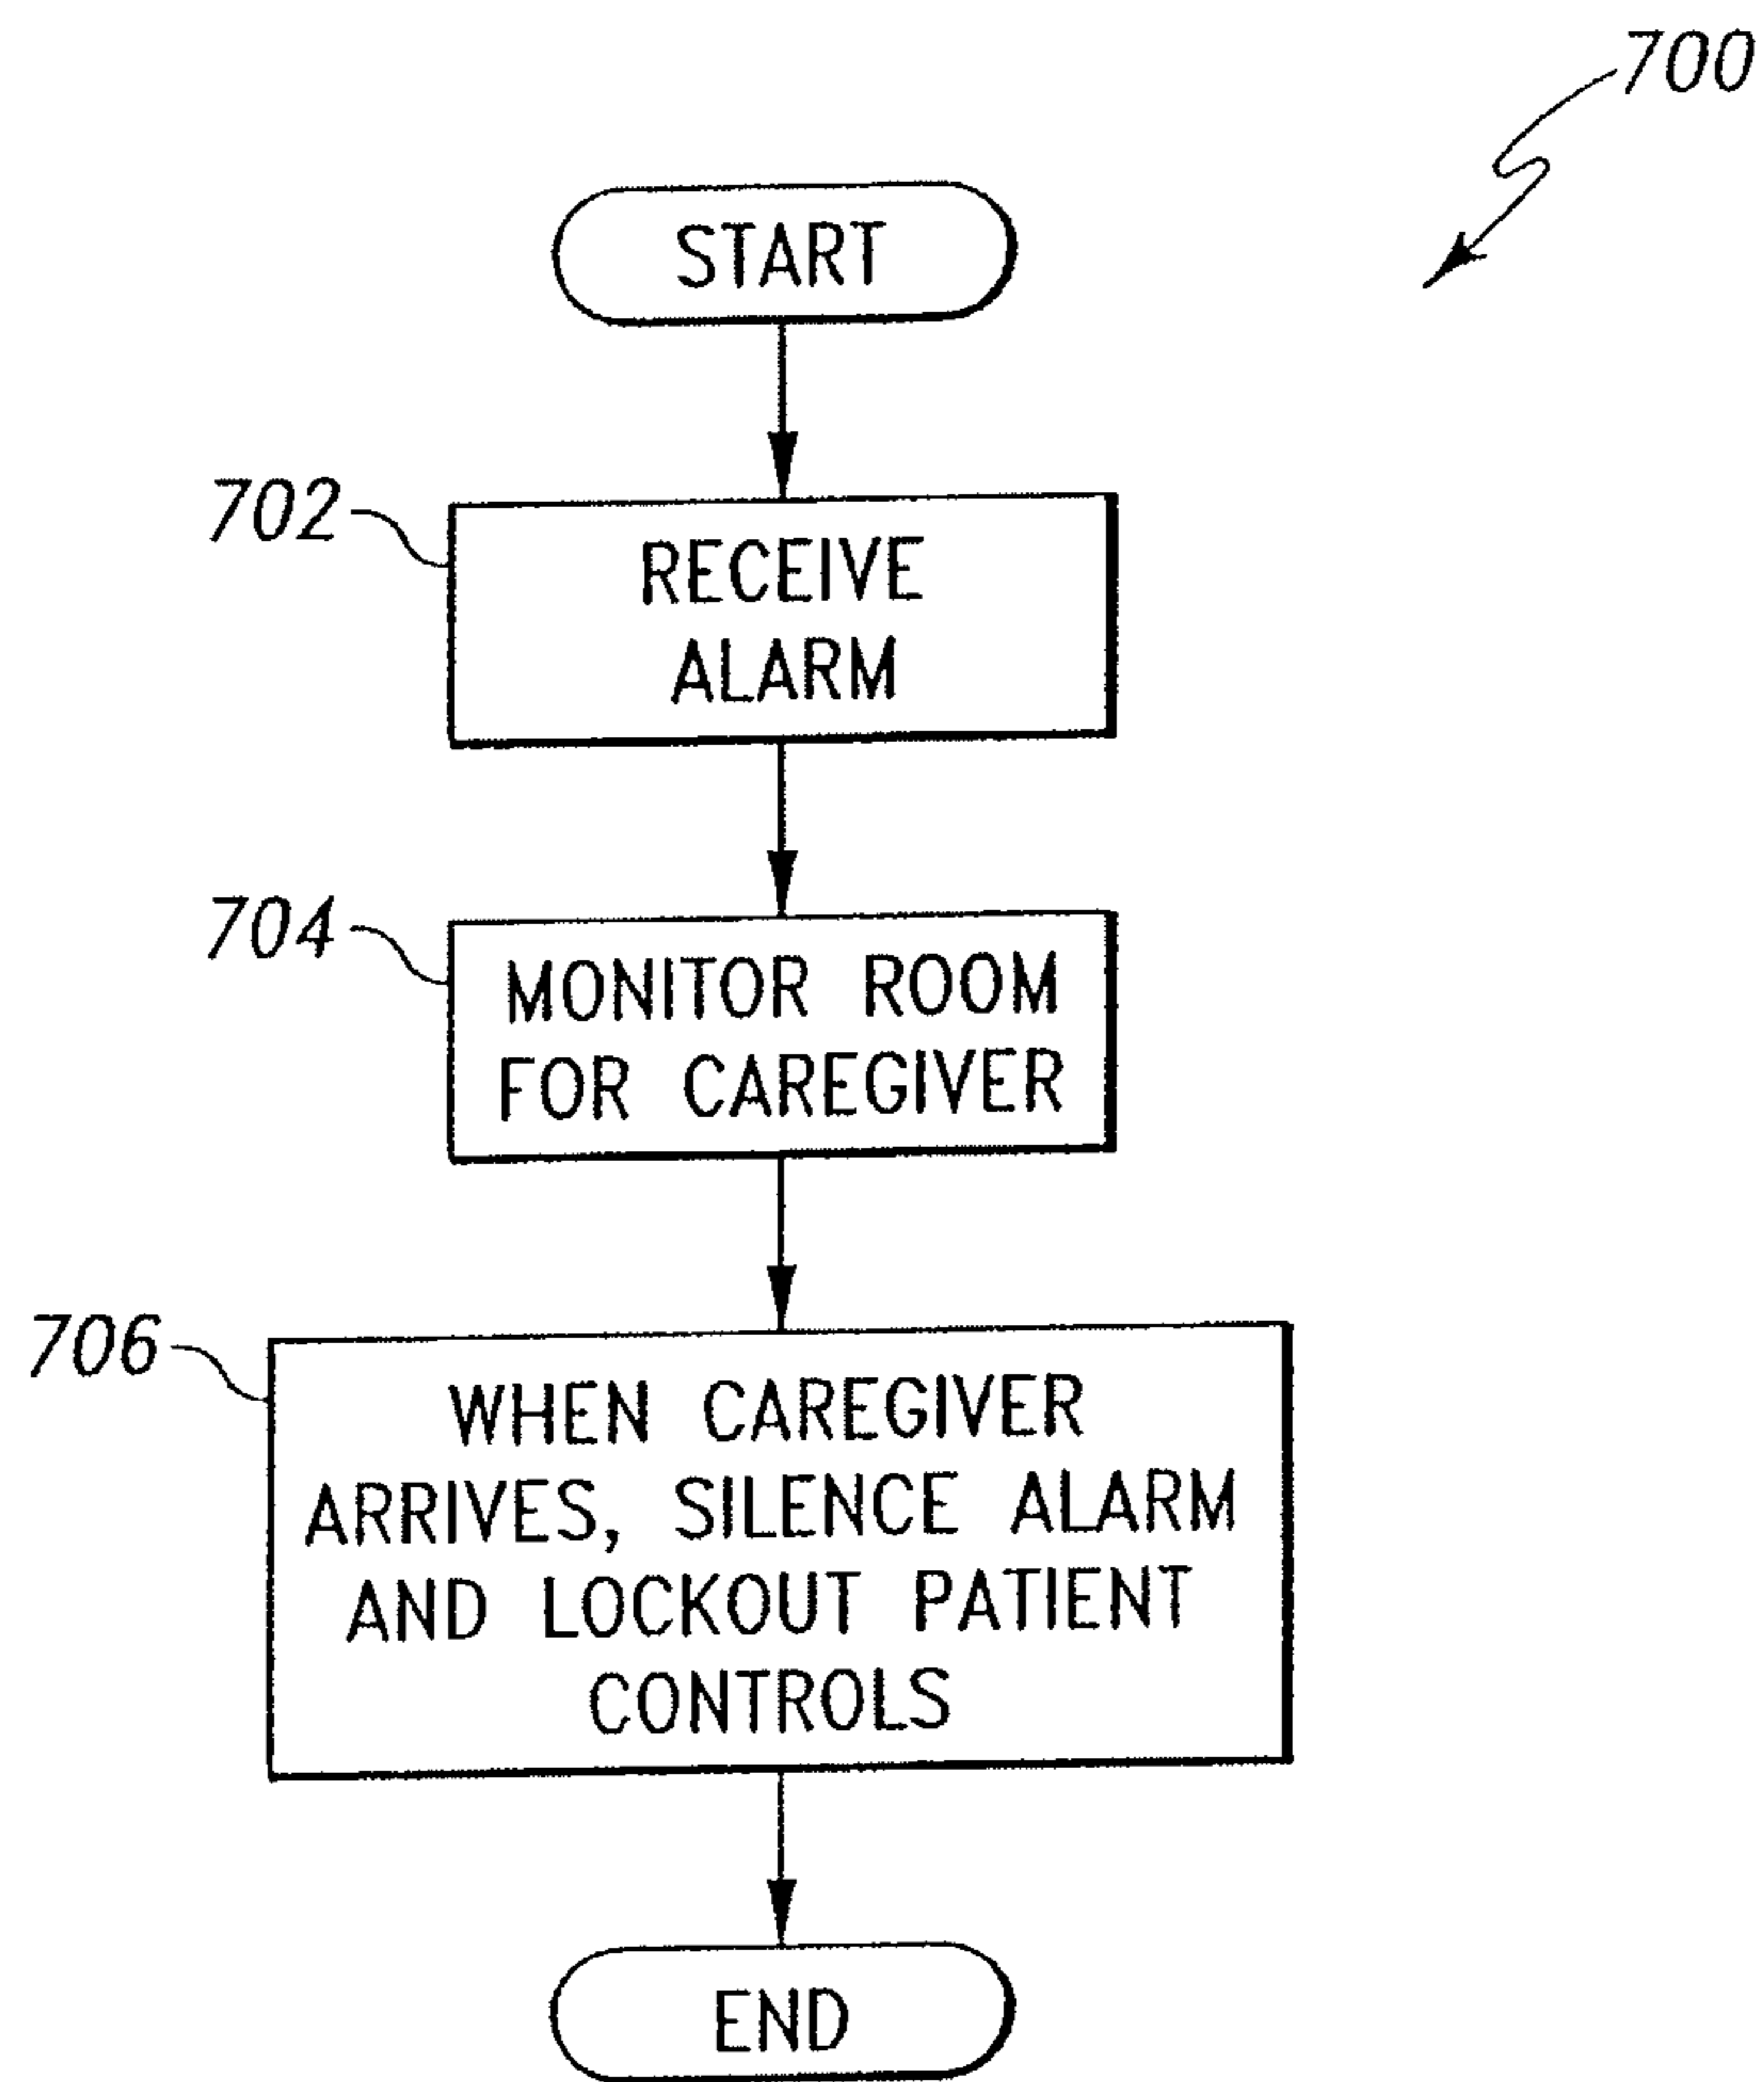 700
START
702
RECEIVE
ALARM
704
MONITOR ROOM
FOR CAREGIVER
706
WHEN CAREGIVER
ARRIVES, SILENCE ALARM
AND LOCKOUT PATIENT
CONTROLS
END